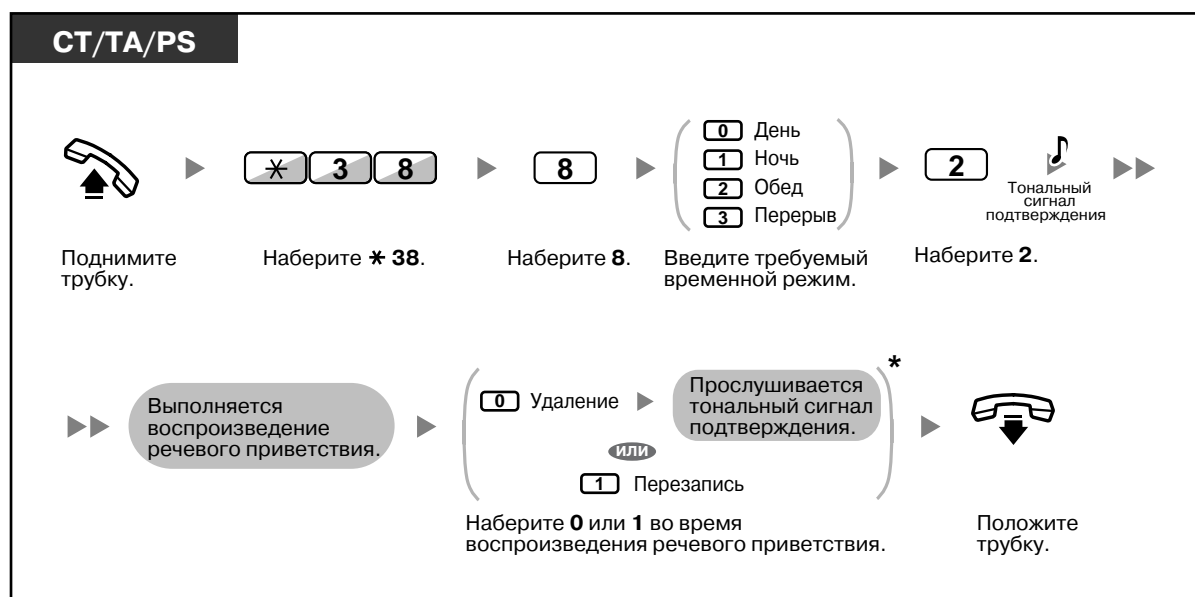 CT/TA/PS
✳ 3 8
8
0 День
1 Ночь
2 Обед
3 Перерыв
2
Тональный
сигнал
подтверждения
Поднимите
трубку.
Наберите ✳ 38.
Наберите 8.
Введите требуемый
временной режим.
Наберите 2.
Выполняется
воспроизведение
речевого приветствия.
0 Удаление
Прослушивается
тональный сигнал
подтверждения.
*
или
1 Перезапись
Наберите 0 или 1 во время
воспроизведения речевого приветствия.
Положите
трубку.